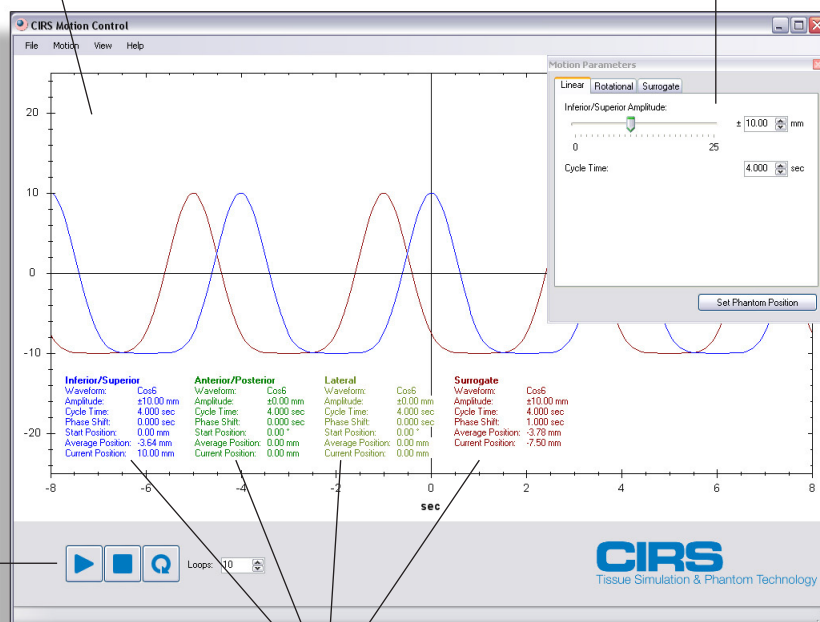 CIRS Motion Control
File Motion View Help
Motion Parameters
Linear Rotational Surrogate
Inferior/Superior Amplitude:
± 10.00 mm
0 25
Cycle Time: 4.000 sec
Set Phantom Position
20
10
0
-10
-20
Inferior/Superior
Waveform: Cos6
Amplitude: ±10.00 mm
Cycle Time: 4.000 sec
Phase Shift: 0.000 sec
Start Position: 0.00 mm
Average Position: -3.64 mm
Current Position: 10.00 mm
Anterior/Posterior
Waveform: Cos6
Amplitude: ±0.00 mm
Cycle Time: 4.000 sec
Phase Shift: 0.000 sec
Start Position: 0.00 °
Average Position: 0.00 mm
Current Position: 0.00 mm
Lateral
Waveform: Cos6
Amplitude: ±0.00 mm
Cycle Time: 4.000 sec
Phase Shift: 0.000 sec
Start Position: 0.00 °
Average Position: 0.00 mm
Current Position: 0.00 mm
Surrogate
Waveform: Cos6
Amplitude: ±10.00 mm
Cycle Time: 4.000 sec
Phase Shift: 1.000 sec
Average Position: -3.78 mm
Current Position: -7.50 mm
-8 -6 -4 -2 0 2 4 6 8
sec
Loops: 10
CIRS
Tissue Simulation & Phantom Technology